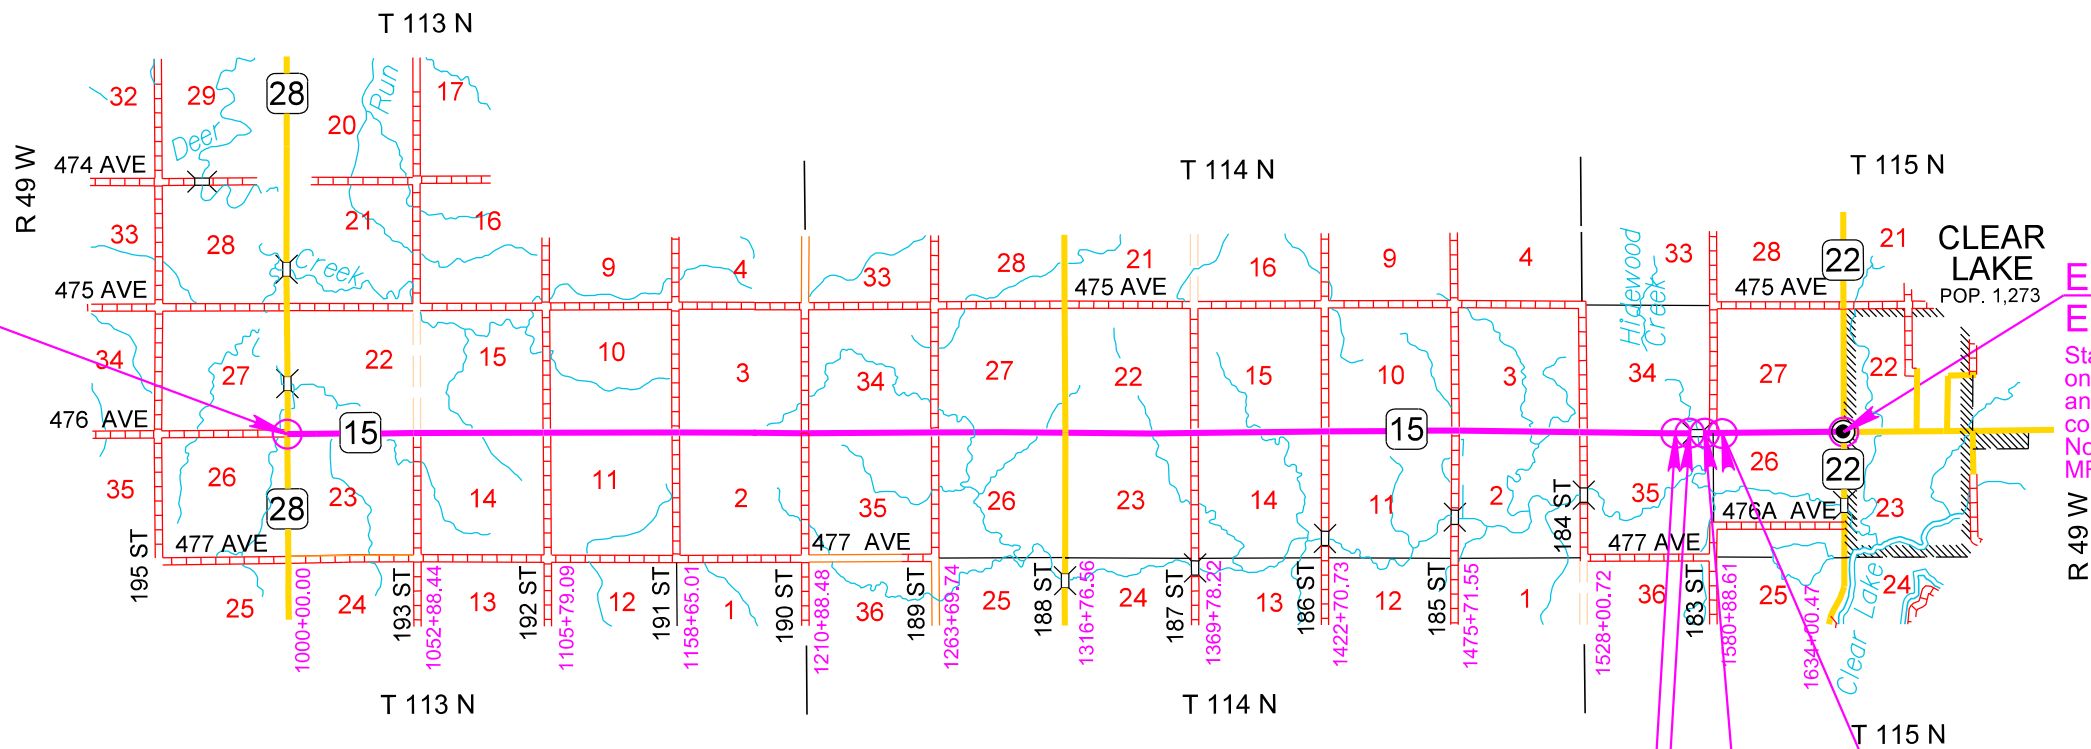 T 113 N
T 114 N
T 115 N
R 49 W
32
29
28
20
Run
17
Deer
474 AVE
33
28
21
16
Creek
475 AVE
9
4
33
28
21
475 AVE
16
9
4
Hidewood
Creek
33
28
475 AVE
22
21
CLEAR
LAKE
POP. 1,273
E
E
34
27
22
15
10
3
34
27
22
15
10
3
34
27
22
476 AVE
15
15
35
26
28
23
14
11
2
35
26
23
14
11
2
35
26
22
23
476A AVE
477 AVE
477 AVE
477 AVE
R 49 W
195 ST
193 ST
192 ST
191 ST
190 ST
189 ST
188 ST
187 ST
186 ST
185 ST
184 ST
183 ST
25
24
13
12
1
36
25
24
13
12
1
36
25
24
1000+00.00
1052+88.44
1105+79.09
1158+65.01
1210+88.48
1263+69.74
1316+76.56
1369+78.22
1422+70.73
1475+71.55
1528+00.72
1580+88.61
1634+00.47
Clear Lake
T 113 N
T 114 N
T 115 N